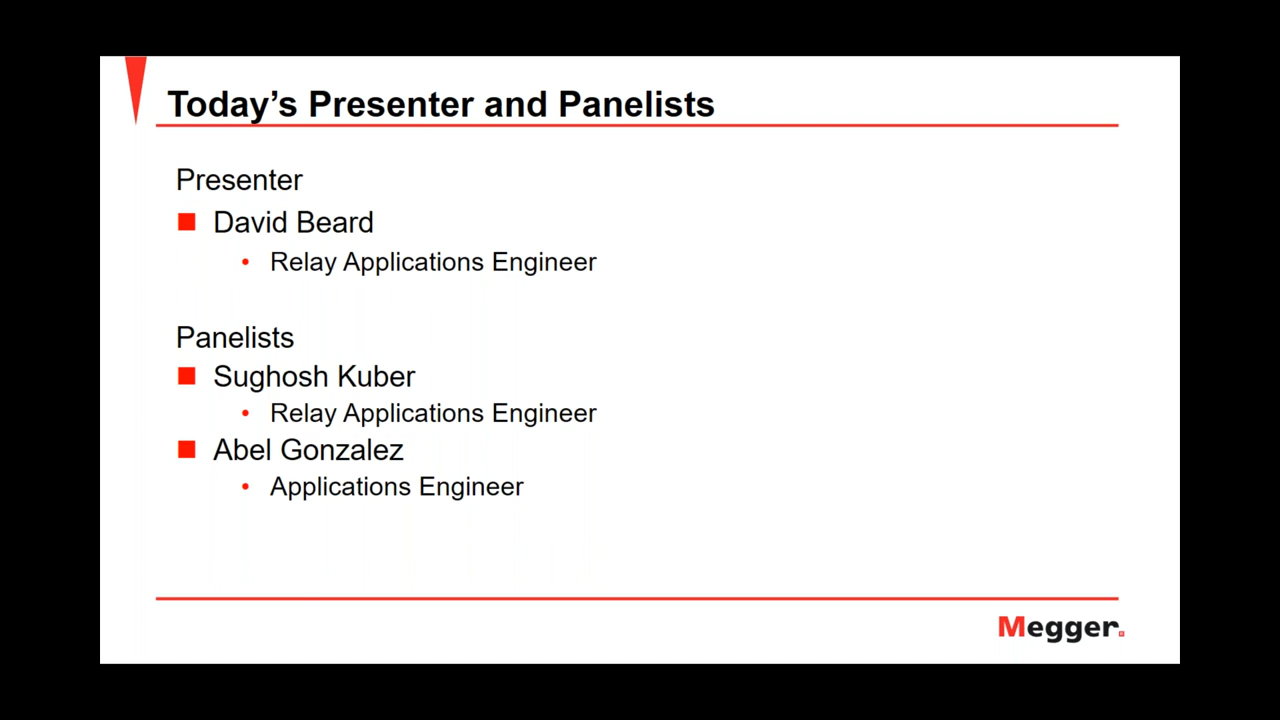 Today’s Presenter and Panelists
Presenter
David Beard
Relay Applications Engineer
Panelists
Sughosh Kuber
Relay Applications Engineer
Abel Gonzalez
Applications Engineer
Megger.